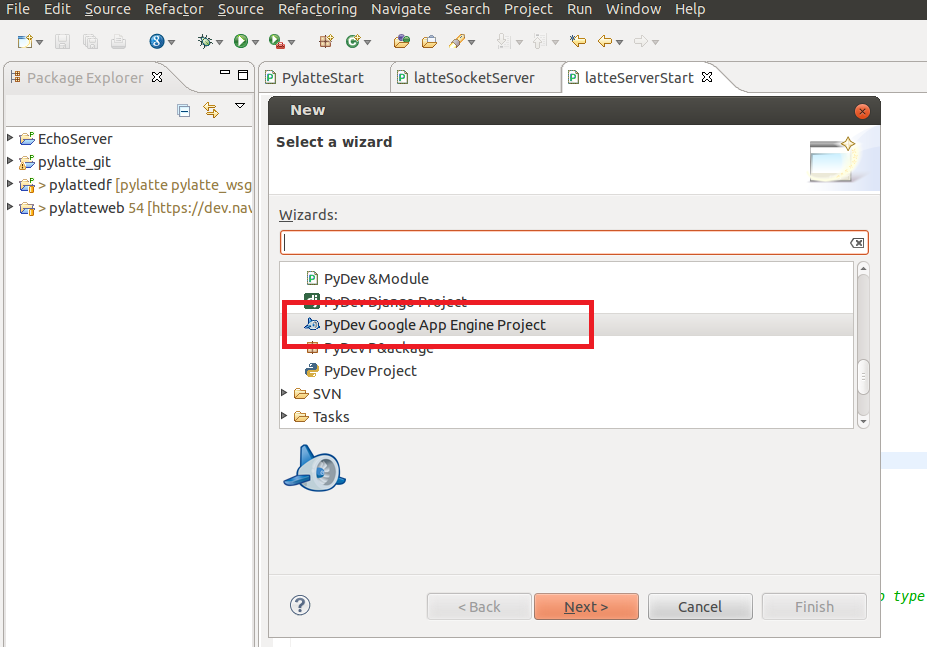 File Edit Source Refactor Source Refactoring Navigate Search Project Run Window Help
Package Explorer
PylatteStart latteSocketServer latteServerStart
EchoServer
pylatte_git
> pylattedf [pylatte pylatte_wsg
> pylatteweb 54 [https://dev.nav
New
Select a wizard
Wizards:
PyDev &Module
PyDev Django Project
PyDev Google App Engine Project
PyDev P&ackage
PyDev Project
SVN
Tasks
type
< Back Next > Cancel Finish